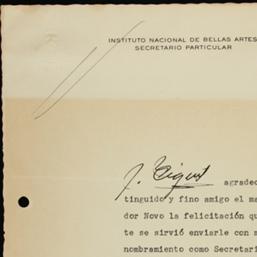 INSTITUTO NACIONAL DE BELLAS ARTES
SECRETARIO PARTICULAR
agradec
tinguido y fino amigo el ma
dor Novo la felicitación qu
te se sirvió enviarle con s
nombramiento como Secretari